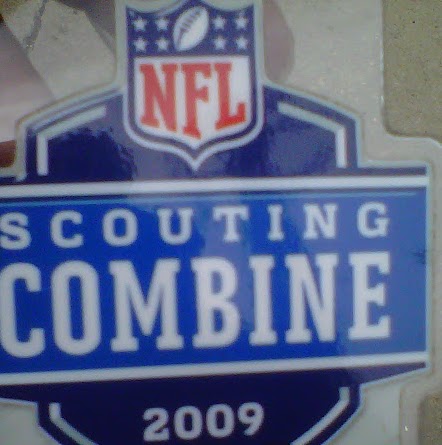 NFL
SCOUTING
COMBINE
2009